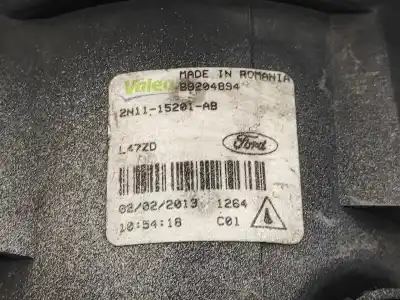 Valeo MADE IN ROMANIA
89204894
2N11-15201-AB
L47ZD
Ford
02/02/2013 1264
10:54:18 C01